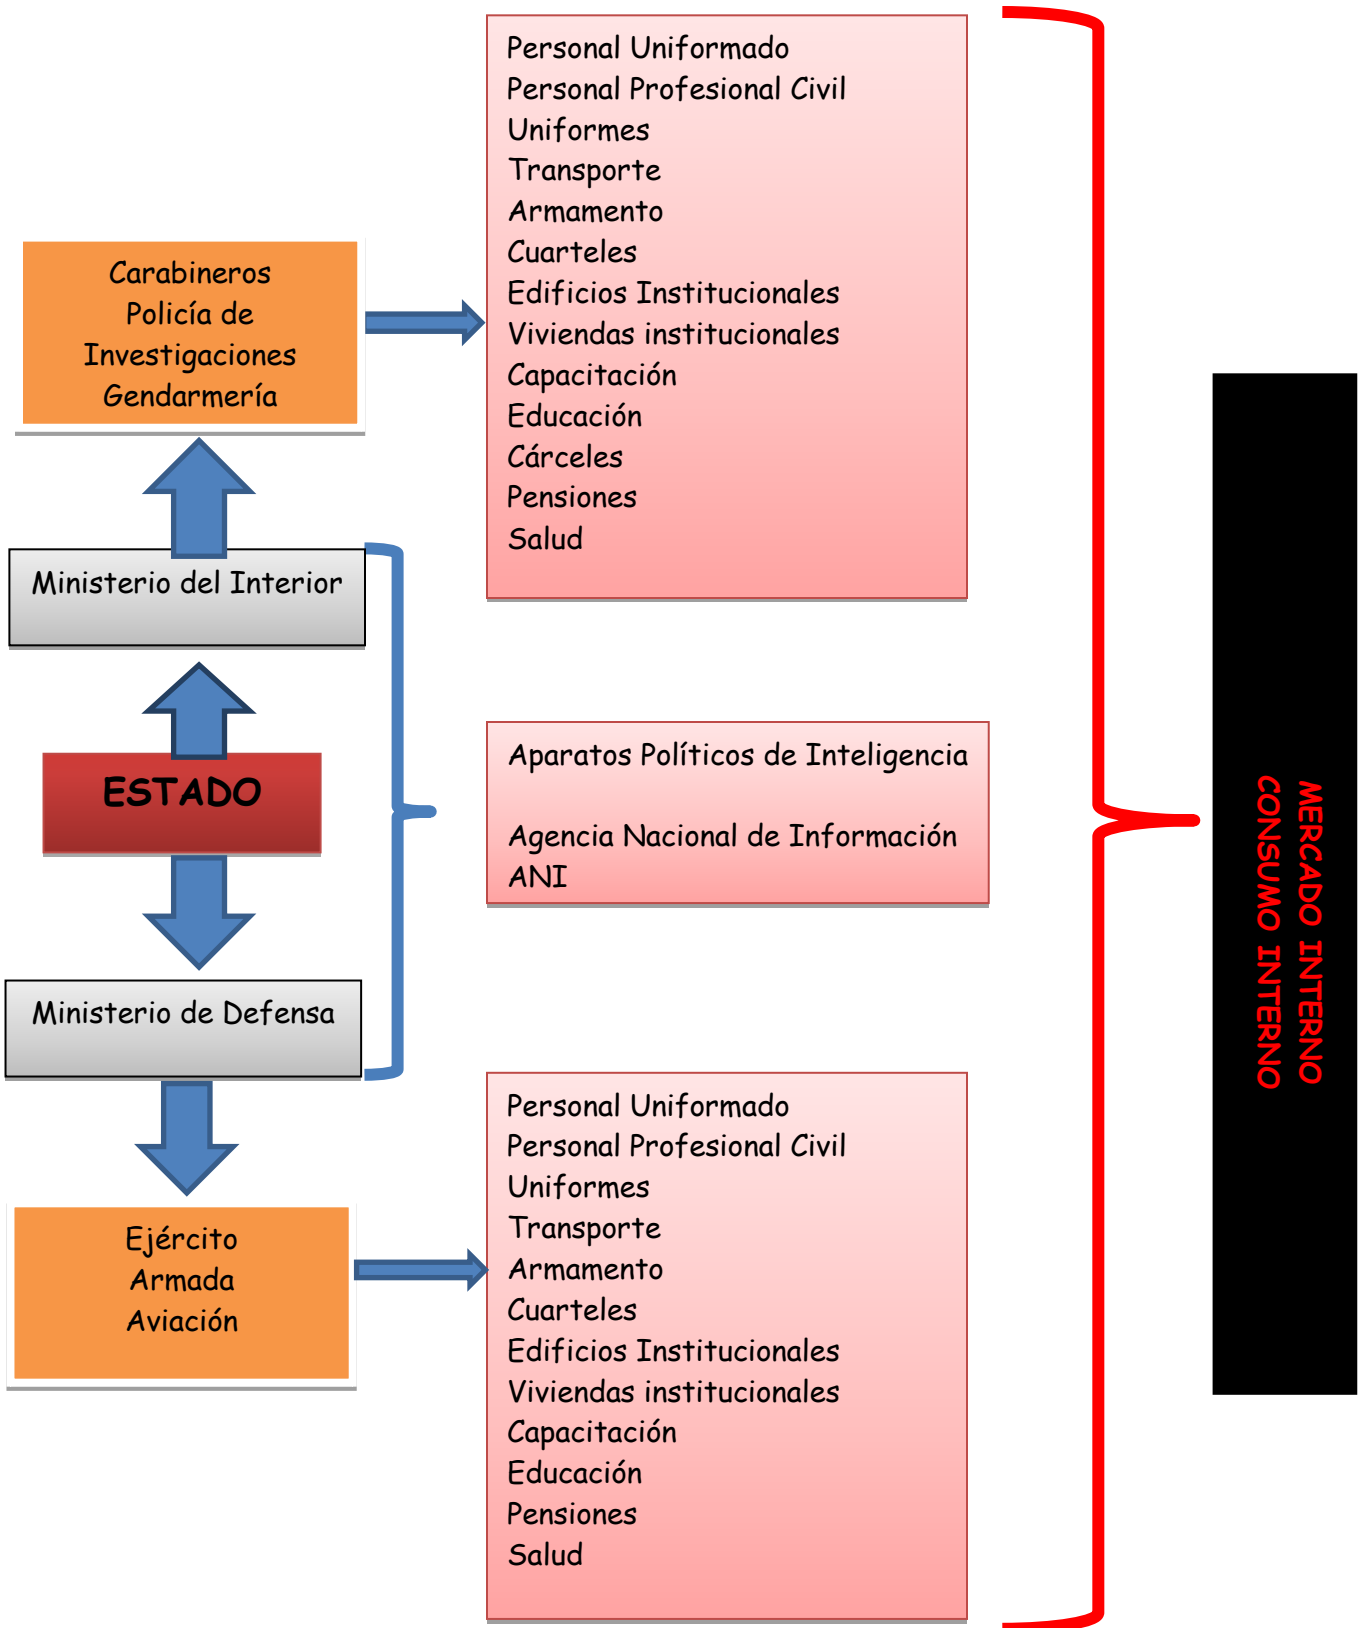 Personal Uniformado
Personal Profesional Civil
Uniformes
Transporte
Armamento
Cuarteles
Edificios Institucionales
Viviendas institucionales
Capacitación
Educación
Cárceles
Pensiones
Salud
Carabineros
Policía de
Investigaciones
Gendarmería
Ministerio del Interior
ESTADO
Aparatos Políticos de Inteligencia
Agencia Nacional de Información
ANI
Ministerio de Defensa
Ejército
Armada
Aviación
Personal Uniformado
Personal Profesional Civil
Uniformes
Transporte
Armamento
Cuarteles
Edificios Institucionales
Viviendas institucionales
Capacitación
Educación
Pensiones
Salud
MERCADO INTERNO
CONSUMO INTERNO